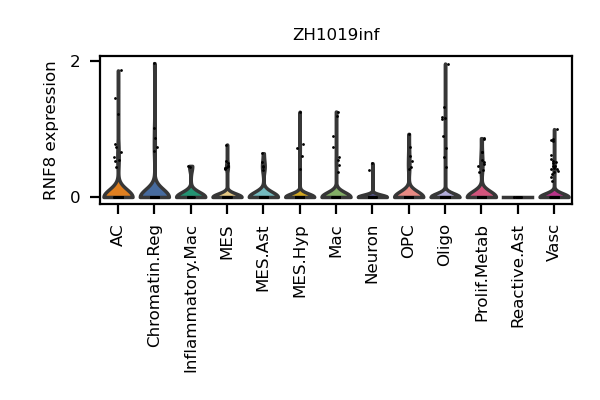 ZH1019inf
RNF8 expression
2
0
AC
Chromatin.Reg
Inflammatory.Mac
MES
MES.Ast
MES.Hyp
Mac
Neuron
OPC
Oligo
Prolif.Metab
Reactive.Ast
Vasc